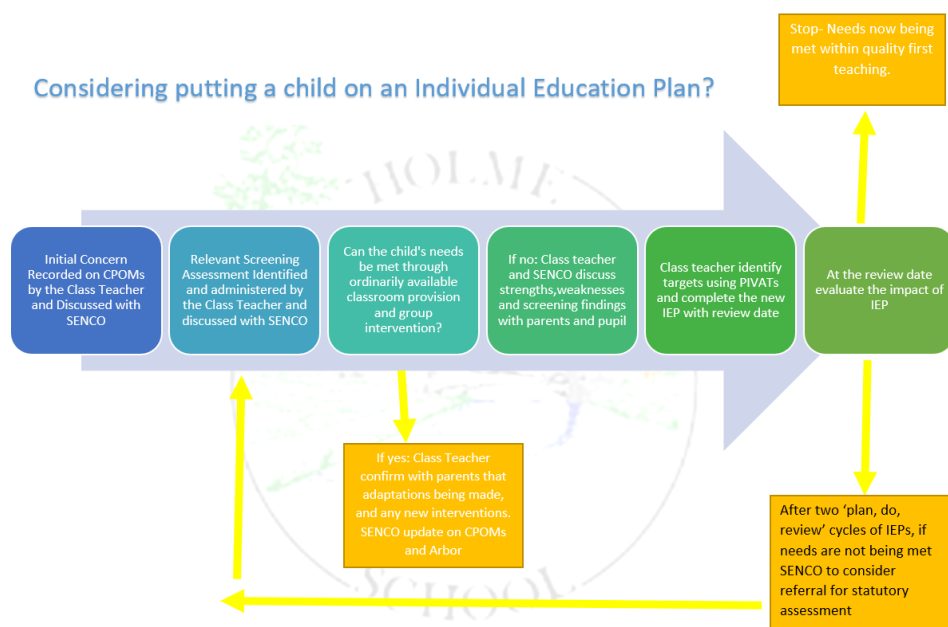 Stop- Needs now being
met within quality first
teaching.
Considering putting a child on an Individual Education Plan?
HOLME
Initial Concern
Recorded on CPOMs
by the Class Teacher
and Discussed with
SENCO
Relevant Screening
Assessment Identified
and administered by
the Class Teacher and
discussed with SENCO
Can the child's needs
be met through
ordinarily available
classroom provision
and group
intervention?
If no: Class teacher
and SENCO discuss
strengths,weaknesses
and screening findings
with parents and pupil
Class teacher identify
targets using PIVATs
and complete the new
IEP with review date
At the review date
evaluate the impact of
IEP
If yes: Class Teacher
confirm with parents that
adaptations being made,
and any new interventions.
SENCO update on CPOMs
and Arbor
After two ‘plan, do,
review’ cycles of IEPs, if
needs are not being met
SENCO to consider
referral for statutory
assessment
SCHOOL